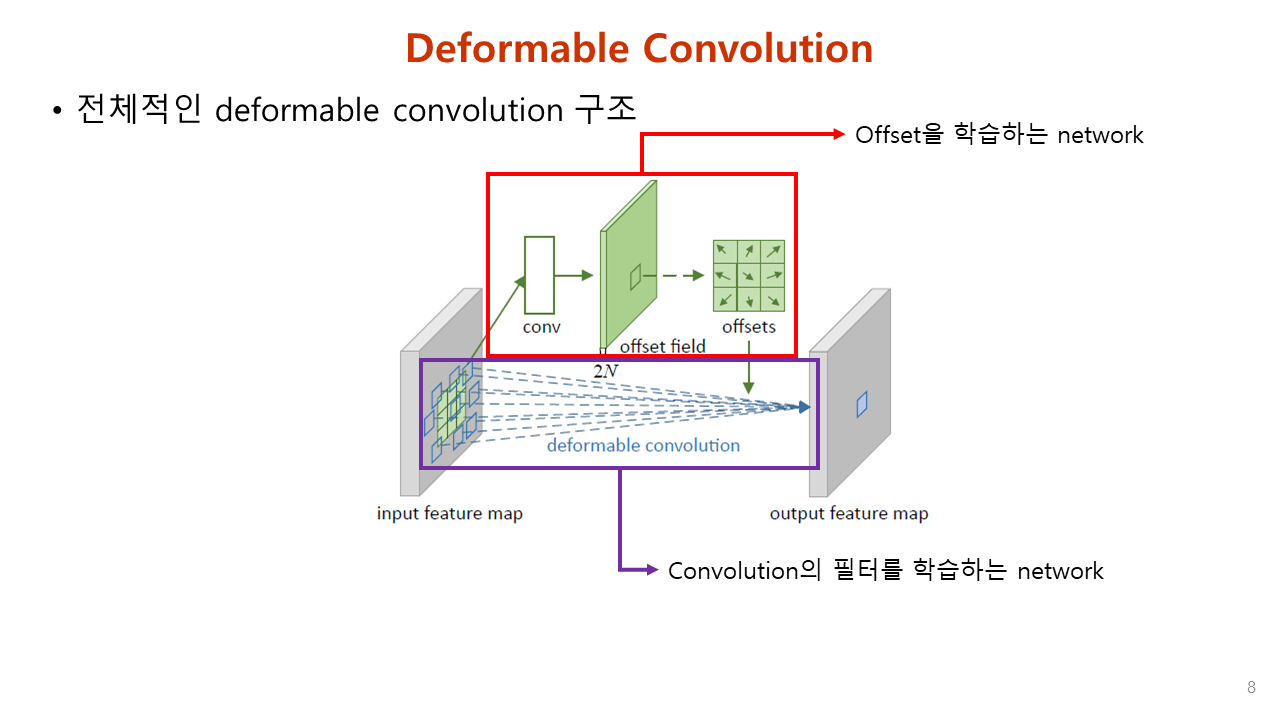 Deformable Convolution
• 전체적인 deformable convolution 구조
Offset을 학습하는 network
conv
offset field
offsets
2N
deformable convolution
input feature map
output feature map
Convolution의 필터를 학습하는 network
8